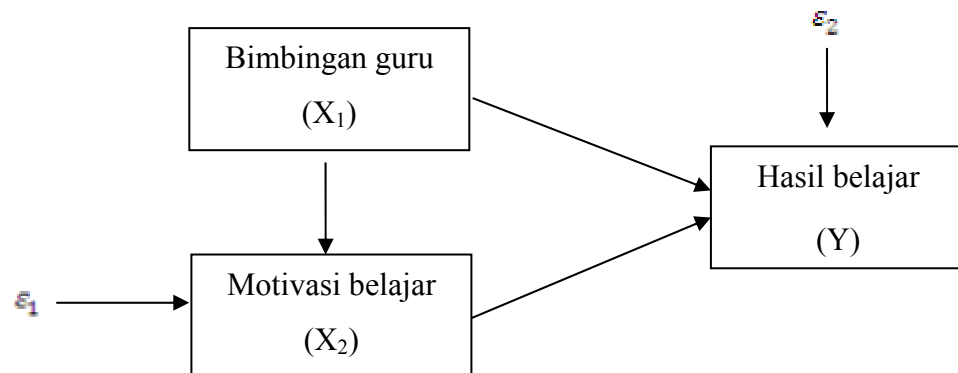 ε₂
Bimbingan guru
(X₁)
Hasil belajar
(Y)
Motivasi belajar
ε₁
(X₂)